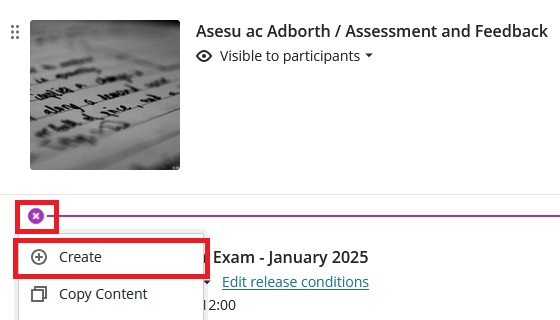 Asesu ac Adborth / Assessment and Feedback
Visible to participants
Exam - January 2025
Create
Edit release conditions
Copy Content
12:00